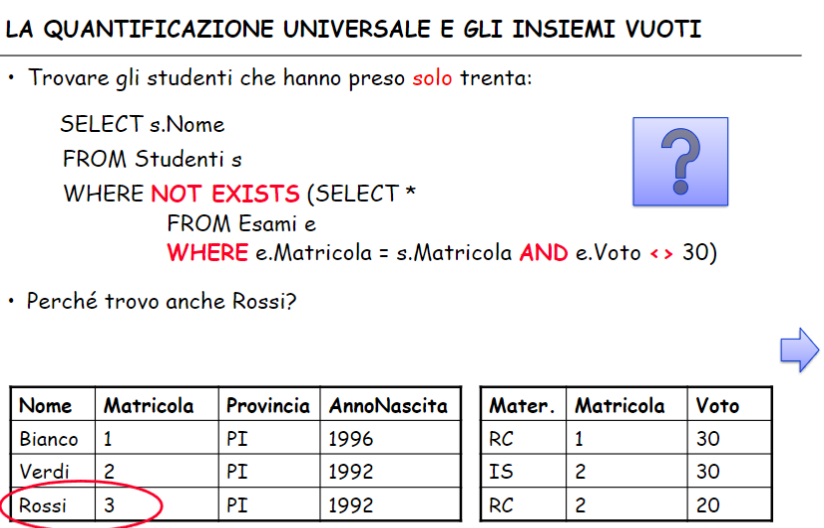 LA QUANTIFICAZIONE UNIVERSALE E GLI INSIEMI VUOTI
• Trovare gli studenti che hanno preso solo trenta:
SELECT s.Nome
FROM Studenti s
WHERE NOT EXISTS (SELECT *
FROM Esami e
WHERE e.Matricola = s.Matricola AND e.Voto <> 30)
?
• Perché trovo anche Rossi?
Nome Matricola Provincia AnnoNascita
Bianco 1 PI 1996
Verdi 2 PI 1992
Rossi 3 PI 1992
Mater. Matricola Voto
RC 1 30
IS 2 30
RC 2 20